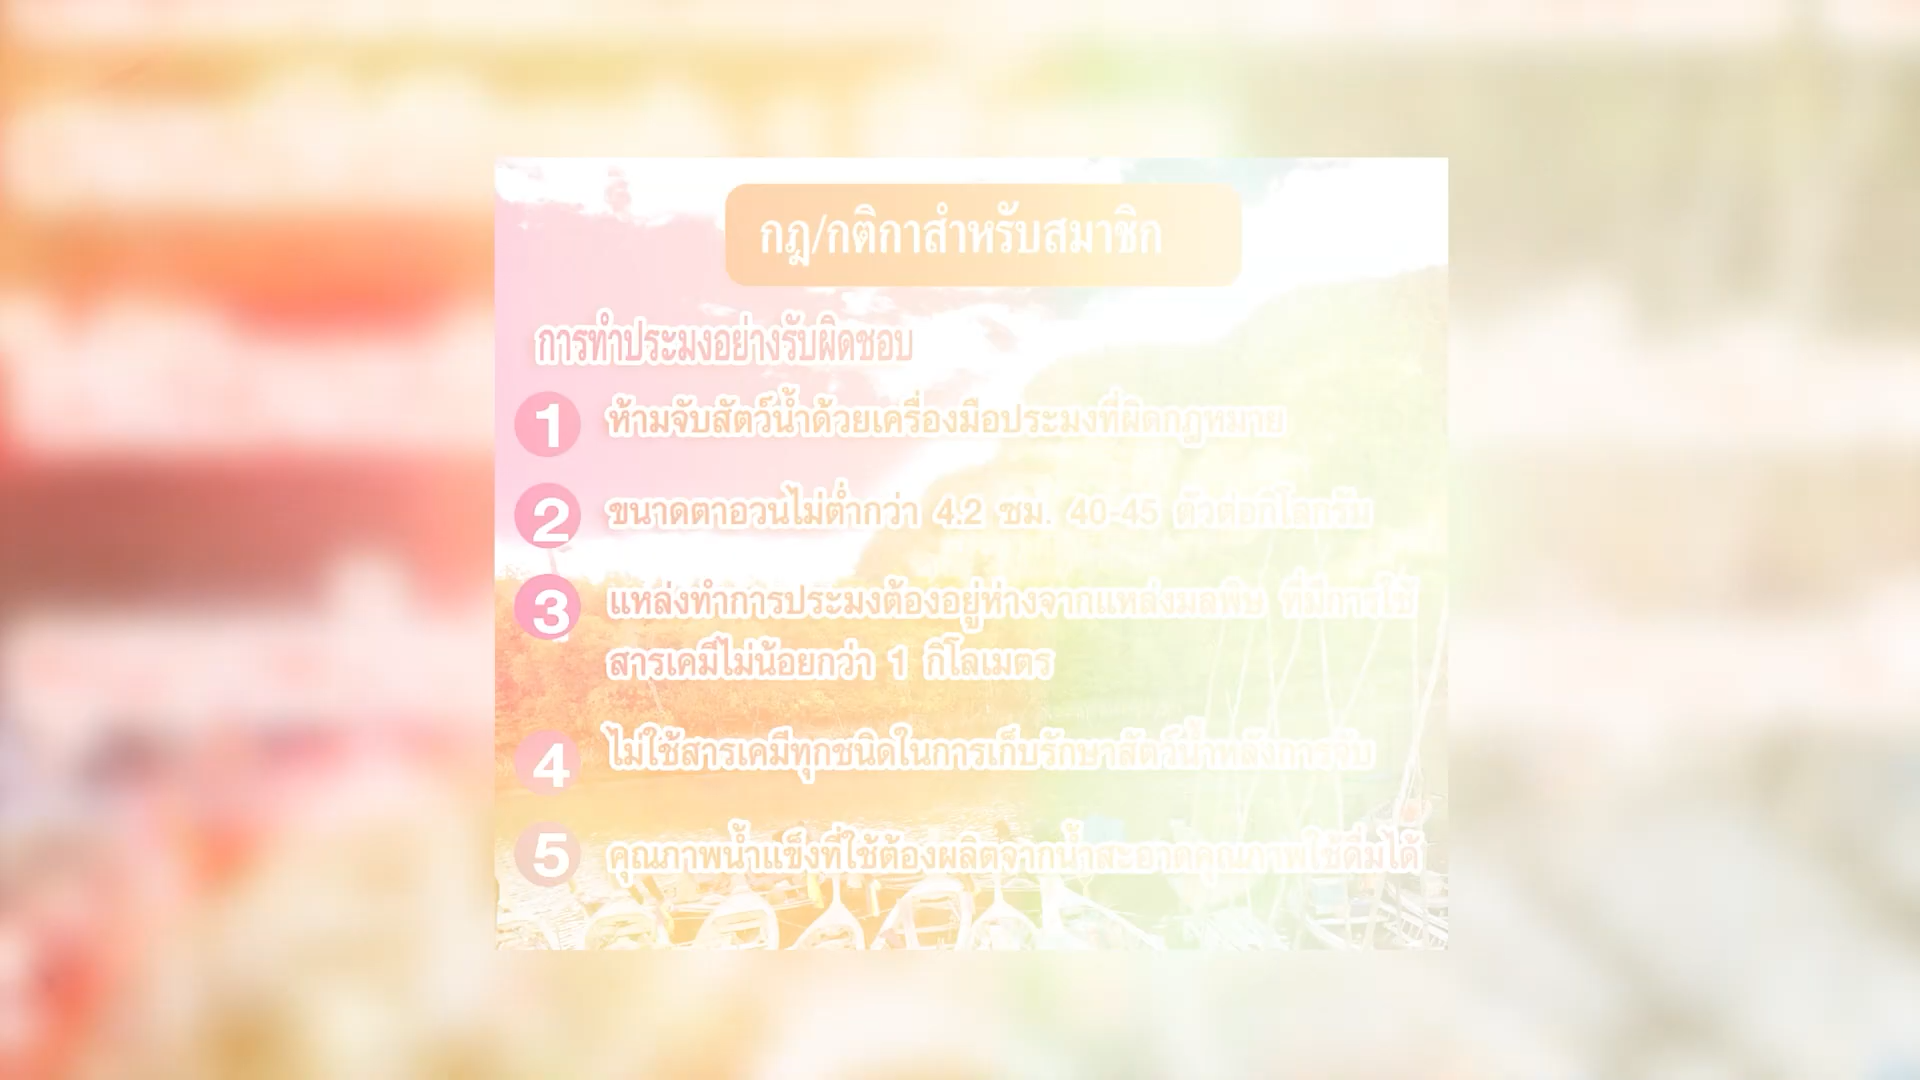 กฎ/กติกาสำหรับสมาชิก
การทำประมงอย่างรับผิดชอบ
1 ห้ามจับสัตว์น้ำด้วยเครื่องมือประมงที่ผิดกฎหมาย
2 ขนาดตาอวนไม่ต่ำกว่า 4.2 ซม. 40-45 ตัวต่อกิโลกรัม
3 แหล่งทำการประมงต้องอยู่ห่างจากแหล่งมลพิษ ที่มีการใช้
สารเคมีไม่น้อยกว่า 1 กิโลเมตร
4 ไม่ใช้สารเคมีทุกชนิดในการเก็บรักษาสัตว์น้ำหลังการจับ
5 คุณภาพน้ำแข็งที่ใช้ต้องผลิตจากน้ำสะอาดคุณภาพใช้ดื่มได้